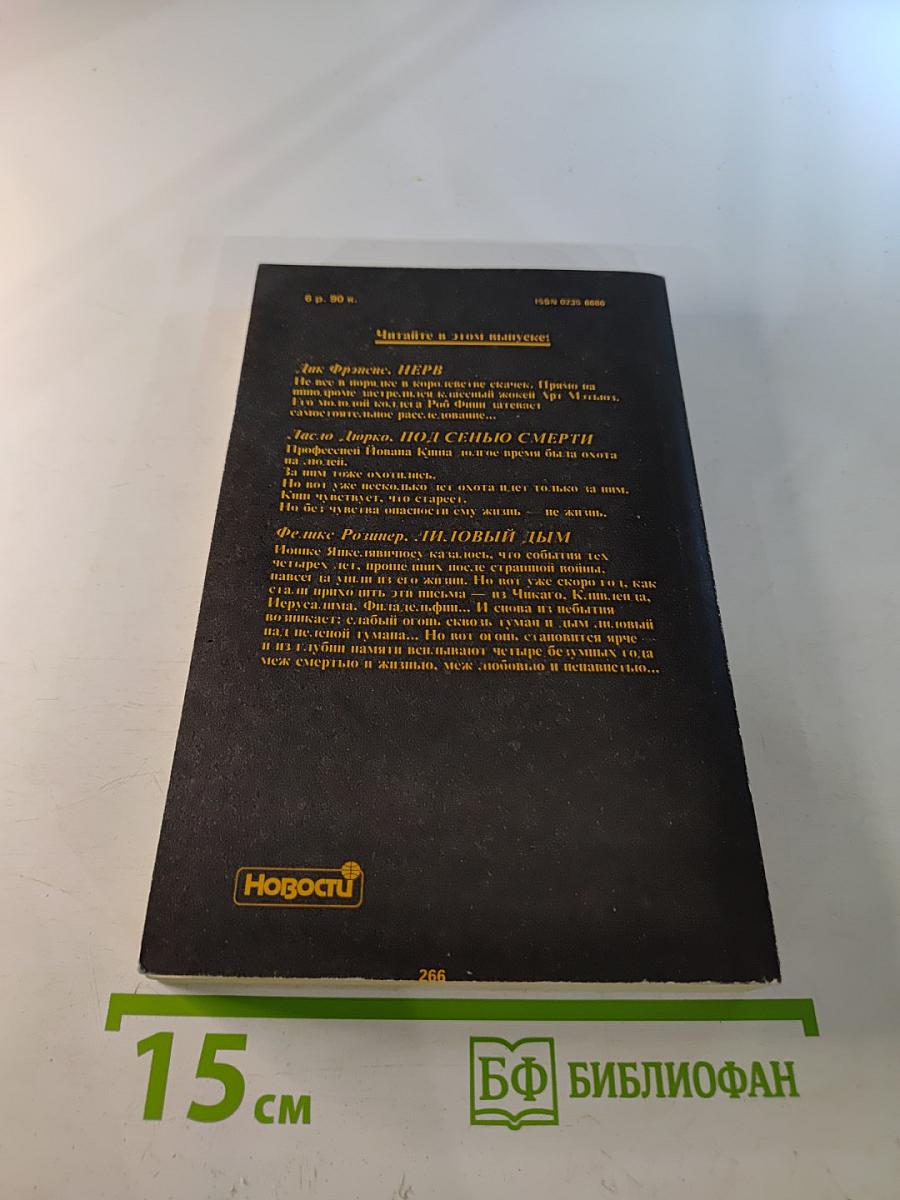 6 р. 90 к.
ISBN 0235 6686
Читайте в этом выпуске:
Дик Фрэнсис. НЕРВ
Не все в порядке в королевстве скачек. Прямо на
ипподроме застрелился классный жокей Арт Мэтьюз.
Его молодой коллега Роб Финн затевает
самостоятельное расследование...
Ласло Дюрко. ПОД СЕНЬЮ СМЕРТИ
Профессией Йована Киша долгое время была охота
на людей.
За ним тоже охотились.
Но вот уже несколько лет охота идет только за ним.
Киш чувствует, что стареет.
Но без чувства опасности ему жизнь — не жизнь.
Феликс Розинер. ЛИЛОВЫЙ ДЫМ
Йошке Янкелявичюсу казалось, что события тех
четырех лет, прошедших после странной войны,
навсегда ушли из его жизни. Но вот уже скоро год, как
стали приходить эти письма — из Чикаго, Кливленда,
Иерусалима, Филадельфии... И снова из небытия
возникает: слабый огонь сквозь туман и дым лиловый
над пеленой тумана... Но вот огонь становится ярче —
и из глубин памяти всплывают четыре безумных года
меж смертью и жизнью, меж любовью и ненавистью...
Новости
266
15 см
БФ БИБЛИОФАН